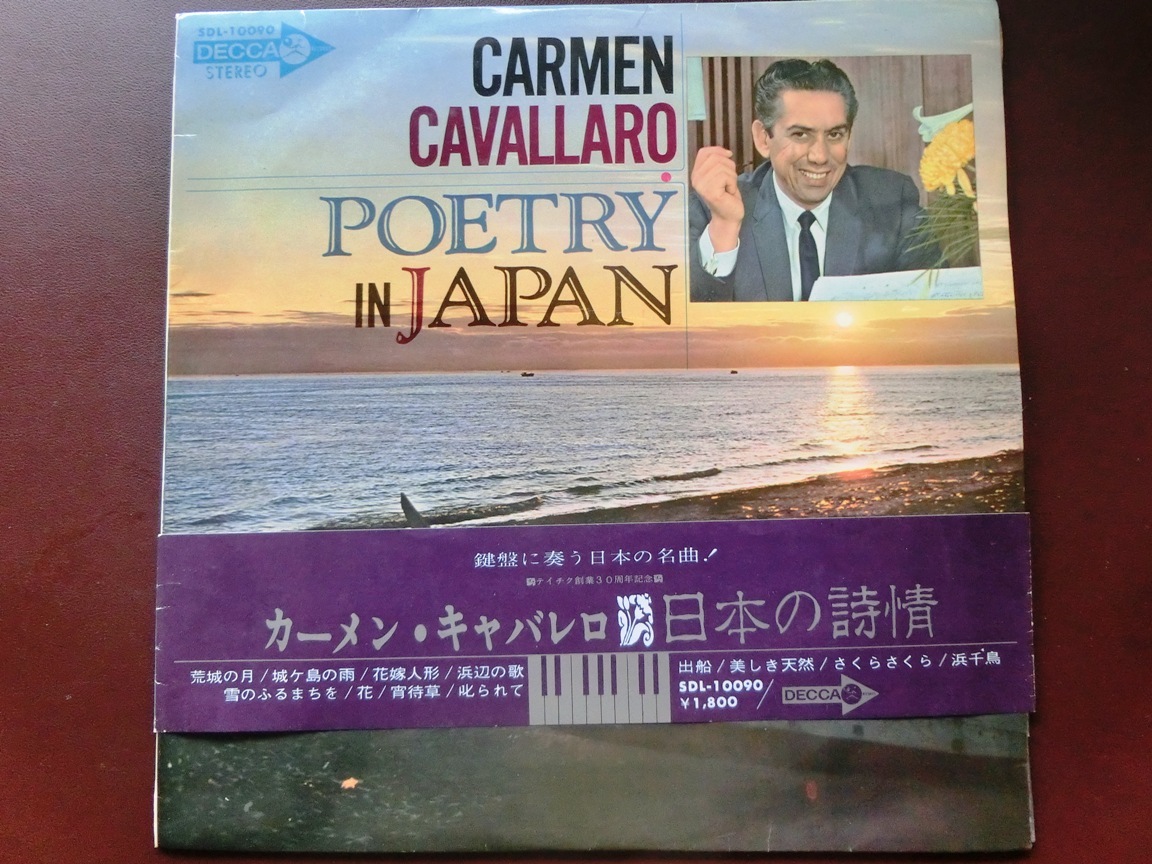 SDL-10090
DECCA
STEREO
CARMEN
CAVALLARO
POETRY
IN JAPAN
鍵盤に奏う日本の名曲!
テイチク創業30周年記念
カーメン・キャバレロ 日本の詩情
荒城の月/城ケ島の雨/花嫁人形/浜辺の歌
雪のふるまちを/花/宵待草/叱られて
出船/美しき天然/さくらさくら/浜千鳥
SDL-10090/
¥1,800
DECCA